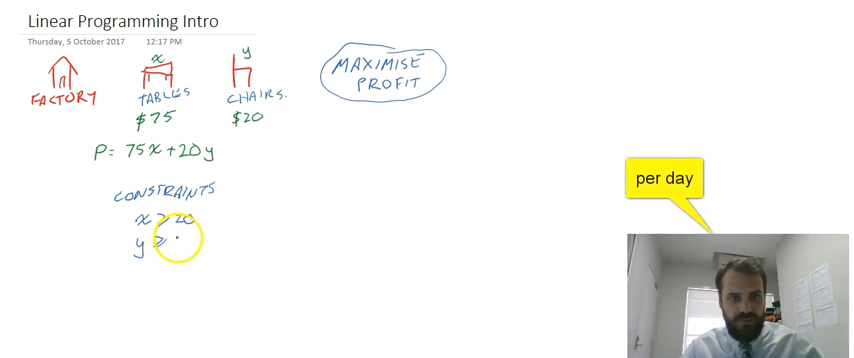 Linear Programming Intro
Thursday, 5 October 2017 12:17 PM
x y
FACTORY TABLES CHAIRS.
$75 $20
MAXIMISE
PROFIT
P = 75x + 20y
CONSTRAINTS
x ≥ 20
y ≥
per day